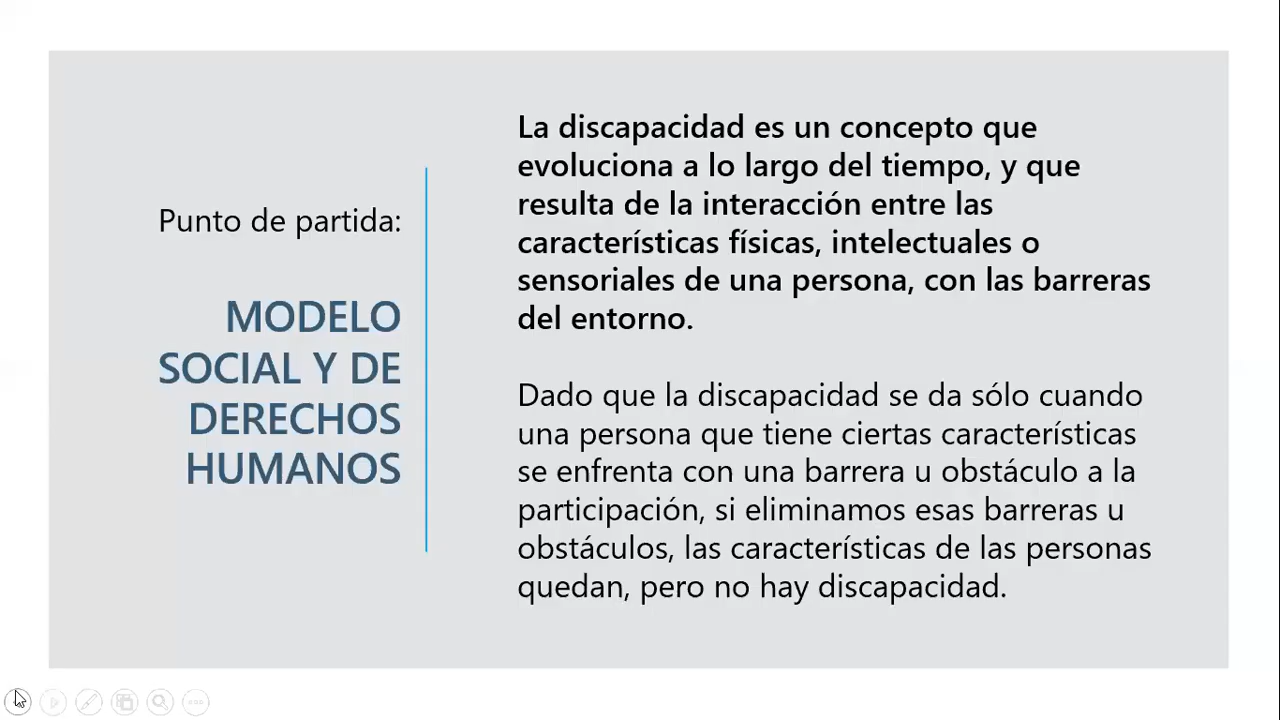 Punto de partida:
MODELO
SOCIAL Y DE
DERECHOS
HUMANOS
La discapacidad es un concepto que
evoluciona a lo largo del tiempo, y que
resulta de la interacción entre las
características físicas, intelectuales o
sensoriales de una persona, con las barreras
del entorno.
Dado que la discapacidad se da sólo cuando
una persona que tiene ciertas características
se enfrenta con una barrera u obstáculo a la
participación, si eliminamos esas barreras u
obstáculos, las características de las personas
quedan, pero no hay discapacidad.